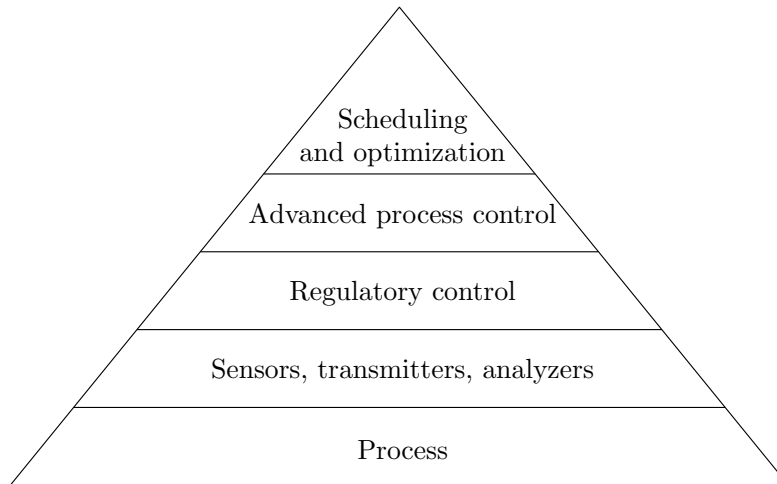 Scheduling
and optimization
Advanced process control
Regulatory control
Sensors, transmitters, analyzers
Process